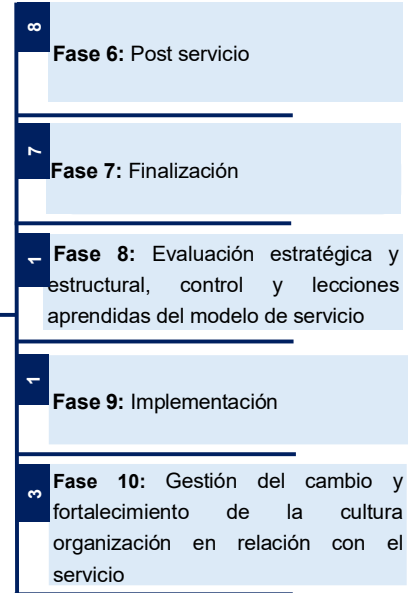 8
Fase 6: Post servicio
7
Fase 7: Finalización
1
Fase 8: Evaluación estratégica y
estructural, control y lecciones
aprendidas del modelo de servicio
1
Fase 9: Implementación
3
Fase 10: Gestión del cambio y
fortalecimiento de la cultura
organización en relación con el
servicio